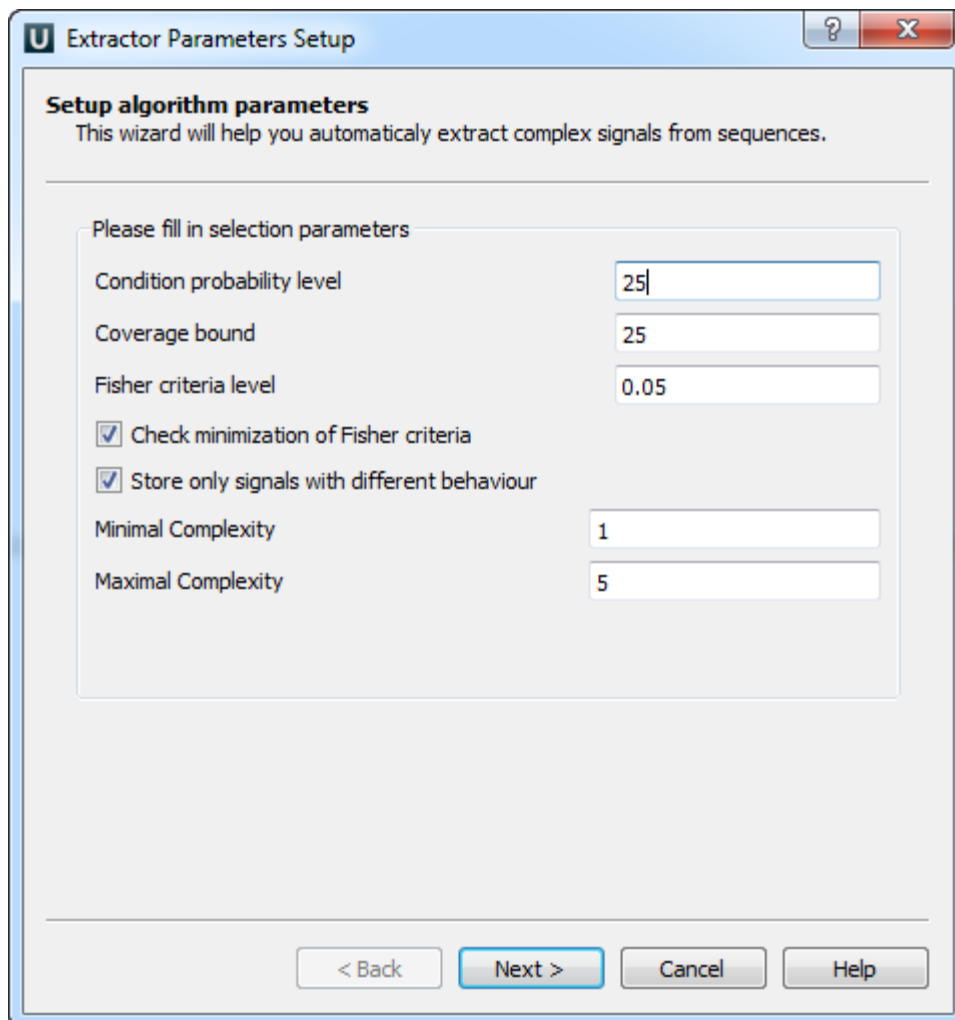 U Extractor Parameters Setup
?
Setup algorithm parameters
This wizard will help you automaticaly extract complex signals from sequences.
Please fill in selection parameters
Condition probability level 25
Coverage bound 25
Fisher criteria level 0.05
Check minimization of Fisher criteria
Store only signals with different behaviour
Minimal Complexity 1
Maximal Complexity 5
< Back Next > Cancel Help